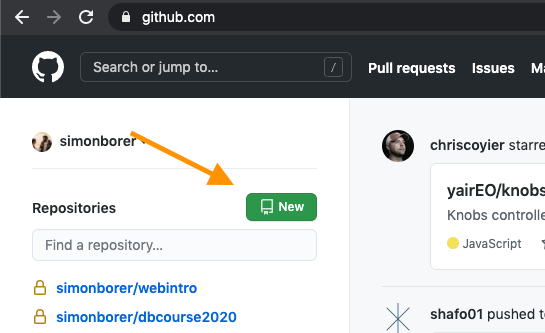 github.com
Search or jump to... /
Pull requests Issues
simonborer
Repositories
New
Find a repository...
simonborer/webintro
simonborer/dbcourse2020
chriscoyier starre
yairEO/knobs
Knobs controlle
JavaScript
shafo01 pushed to